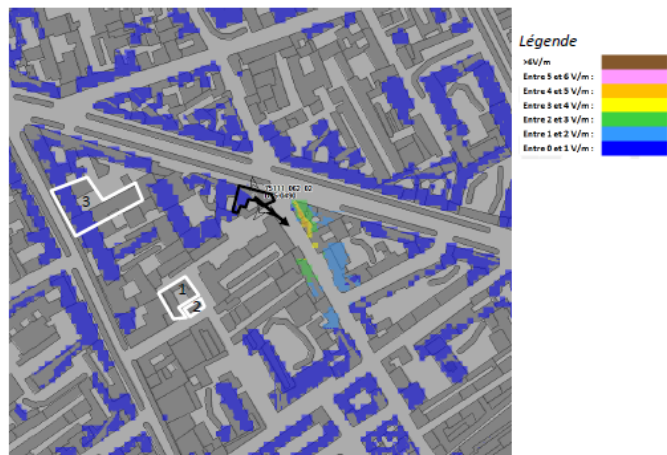 Légende
>6V/m
Entre 5 et 6 V/m :
Entre 4 et 5 V/m :
Entre 3 et 4 V/m :
Entre 2 et 3 V/m :
Entre 1 et 2 V/m :
Entre 0 et 1 V/m :
75111_062_02
3
1
2